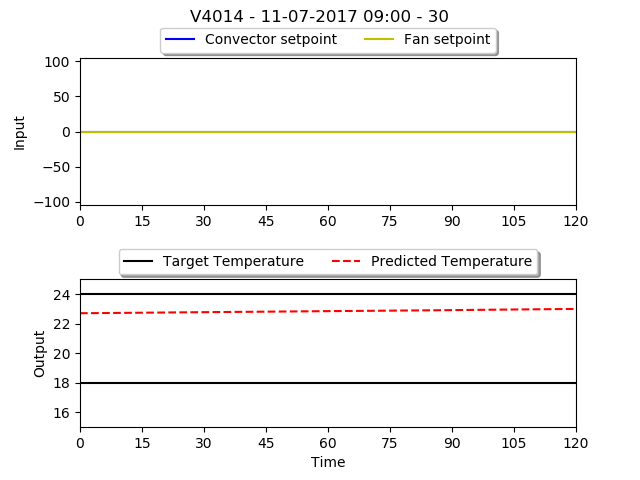 V4014 - 11-07-2017 09:00 - 30
Convector setpoint Fan setpoint
100
50
0
−50
−100
Input
0 15 30 45 60 75 90 105 120
Target Temperature Predicted Temperature
24
22
20
18
16
Output
0 15 30 45 60 75 90 105 120
Time